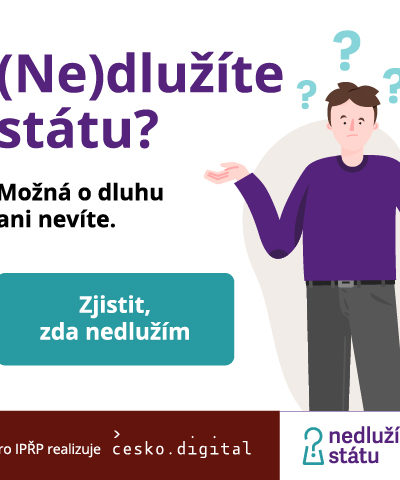 (Ne)dlužíte
státu?
Možná o dluhu
ani nevíte.
Zjistit,
zda nedlužím
ro IPŘP realizuje cesko.digital
nedluží
státu